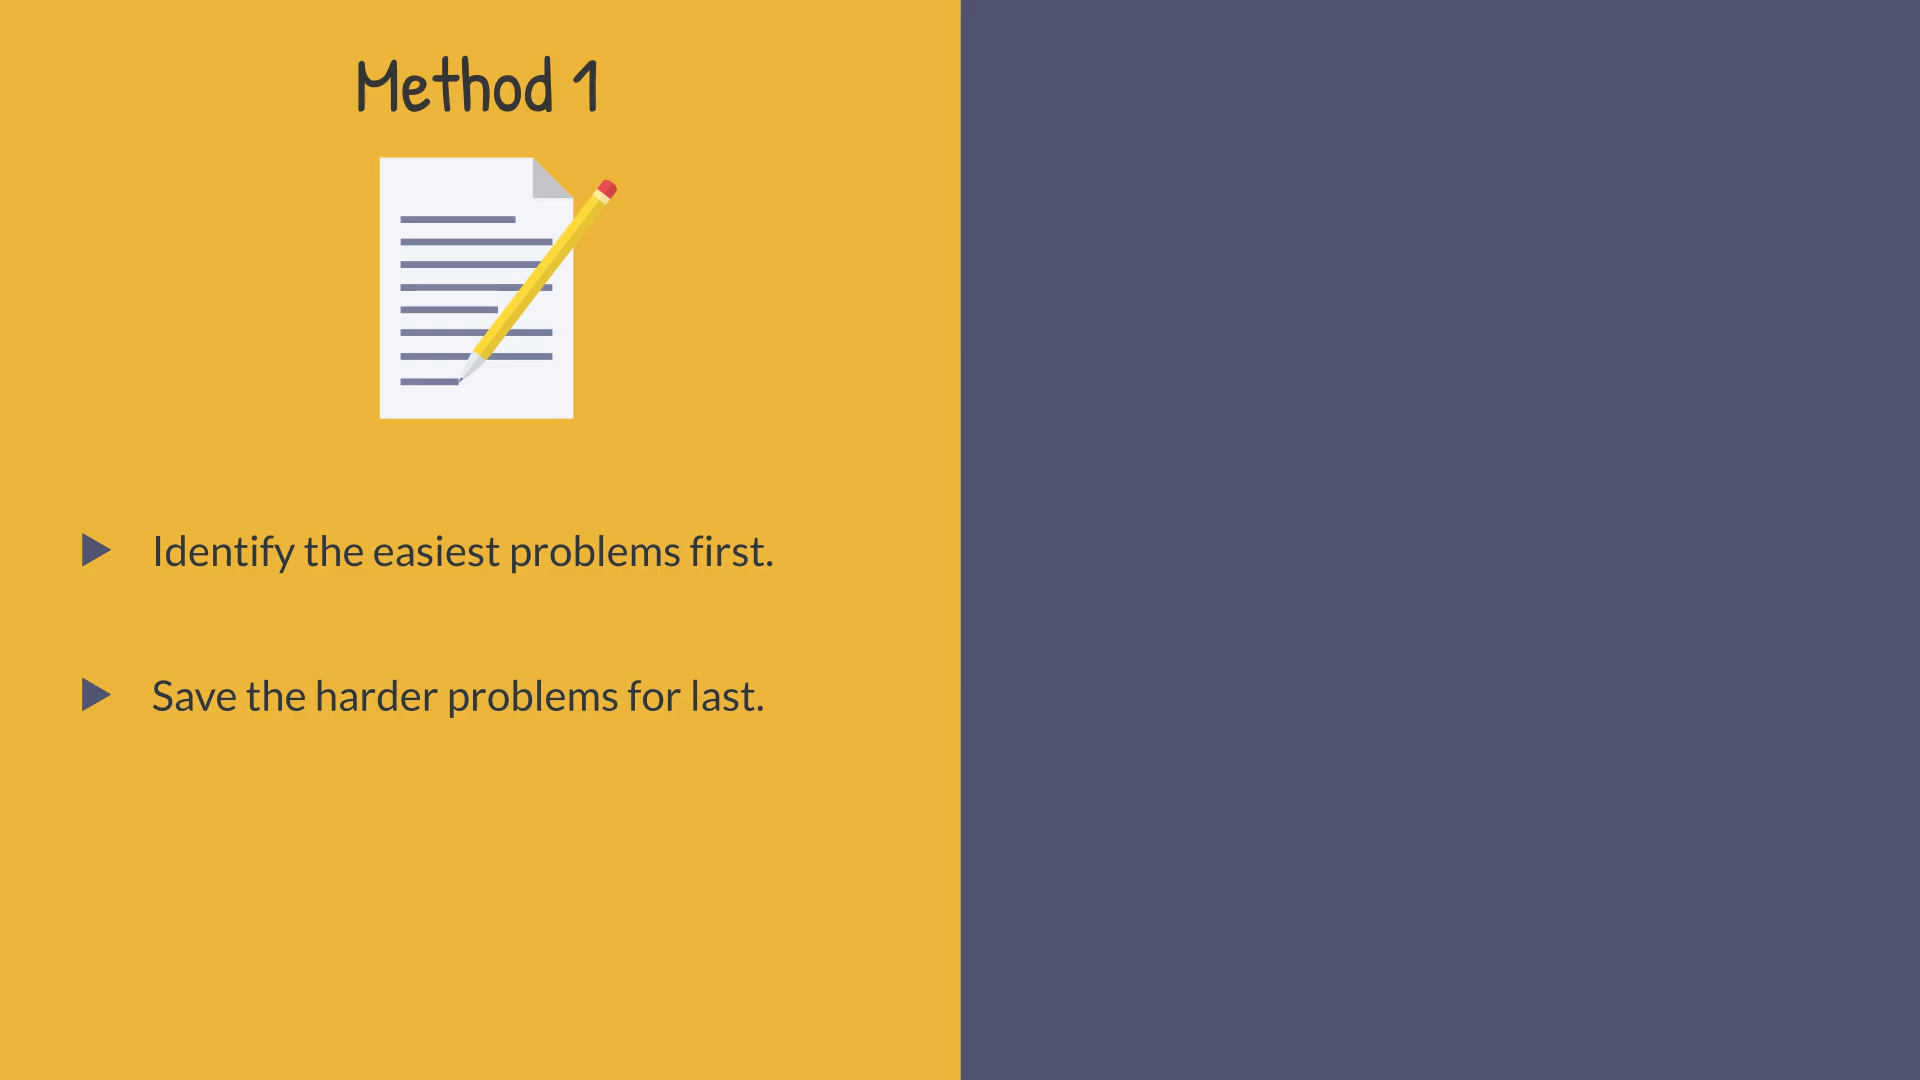 Method 1
Identify the easiest problems first.
Save the harder problems for last.